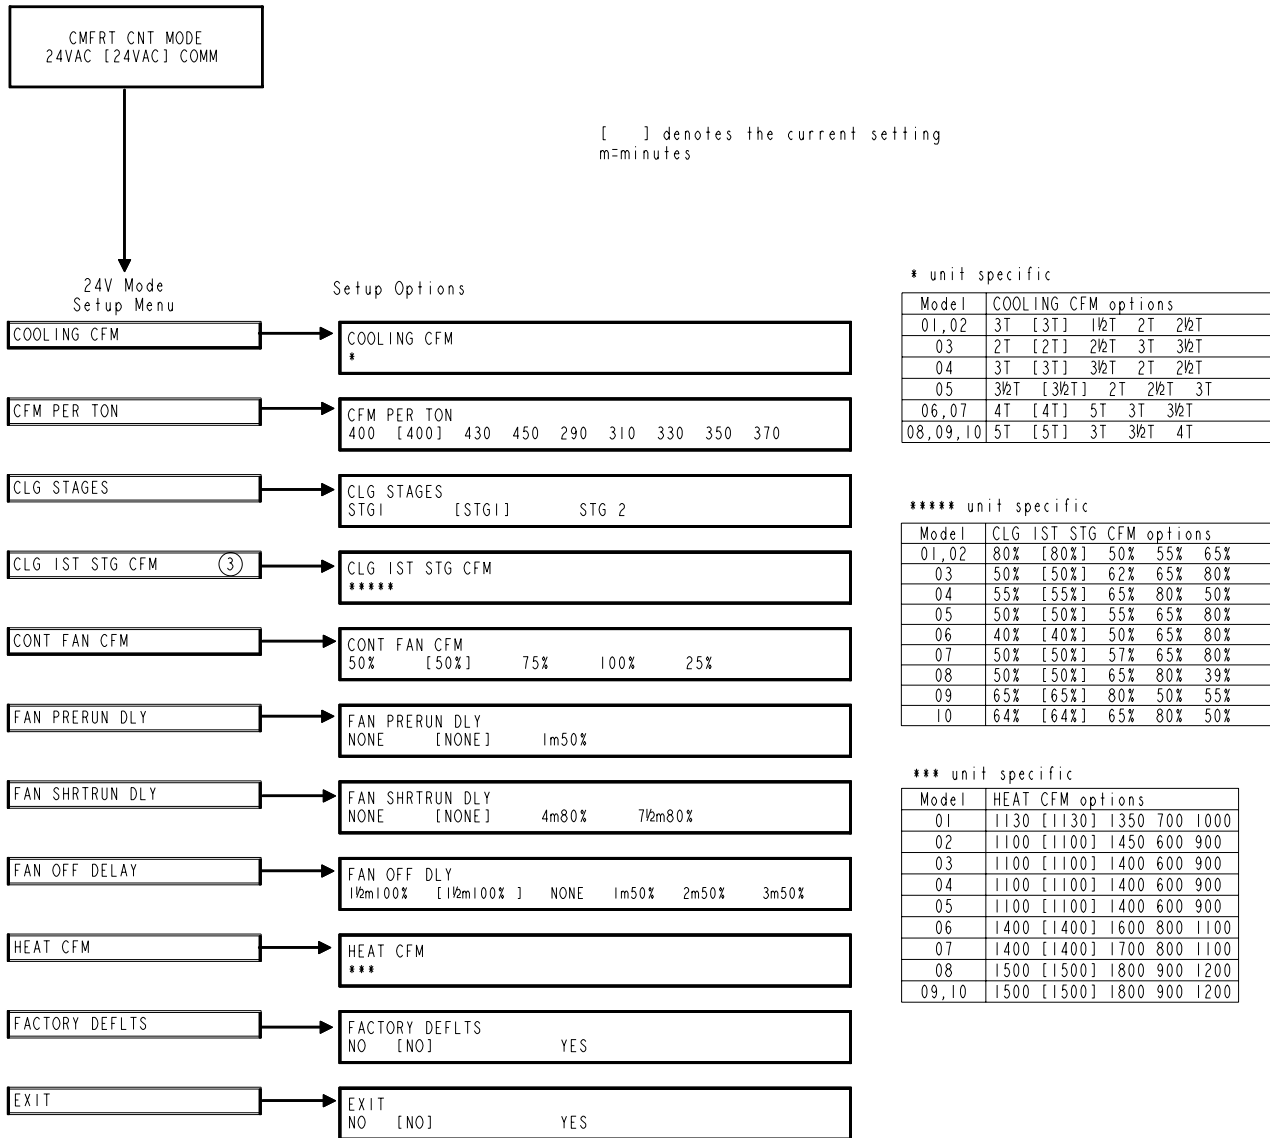 CMFRT CNT MODE
24VAC [24VAC] COMM
[ ] denotes the current setting
m=minutes
24V Mode
Setup Menu
Setup Options
COOLING CFM
COOLING CFM
*
CFM PER TON
CFM PER TON
400 [400] 430 450 290 310 330 350 370
CLG STAGES
CLG STAGES
STG1 [STG1] STG 2
CLG 1ST STG CFM 3
CLG 1ST STG CFM
*****
CONT FAN CFM
CONT FAN CFM
50% [50%] 75% 100% 25%
FAN PRERUN DLY
FAN PRERUN DLY
NONE [NONE] 1m50%
FAN SHRTRUN DLY
FAN SHRTRUN DLY
NONE [NONE] 4m80% 7½m80%
FAN OFF DELAY
FAN OFF DLY
1½m100% [1½m100% ] NONE 1m50% 2m50% 3m50%
HEAT CFM
HEAT CFM
***
FACTORY DEFLTS
FACTORY DEFLTS
NO [NO] YES
EXIT
EXIT
NO [NO] YES
* unit specific
Model COOLING CFM options
01,02 3T [3T] 1½T 2T 2½T
03 2T [2T] 2½T 3T 3½T
04 3T [3T] 3½T 2T 2½T
05 3½T [3½T] 2T 2½T 3T
06,07 4T [4T] 5T 3T 3½T
08,09,10 5T [5T] 3T 3½T 4T
***** unit specific
Model CLG 1ST STG CFM options
01,02 80% [80%] 50% 55% 65%
03 50% [50%] 62% 65% 80%
04 55% [55%] 65% 80% 50%
05 50% [50%] 55% 65% 80%
06 40% [40%] 50% 65% 80%
07 50% [50%] 57% 65% 80%
08 50% [50%] 65% 80% 39%
09 65% [65%] 80% 50% 55%
10 64% [64%] 65% 80% 50%
*** unit specific
Model HEAT CFM options
01 1130 [1130] 1350 700 1000
02 1100 [1100] 1450 600 900
03 1100 [1100] 1400 600 900
04 1100 [1100] 1400 600 900
05 1100 [1100] 1400 600 900
06 1400 [1400] 1600 800 1100
07 1400 [1400] 1700 800 1100
08 1500 [1500] 1800 900 1200
09,10 1500 [1500] 1800 900 1200